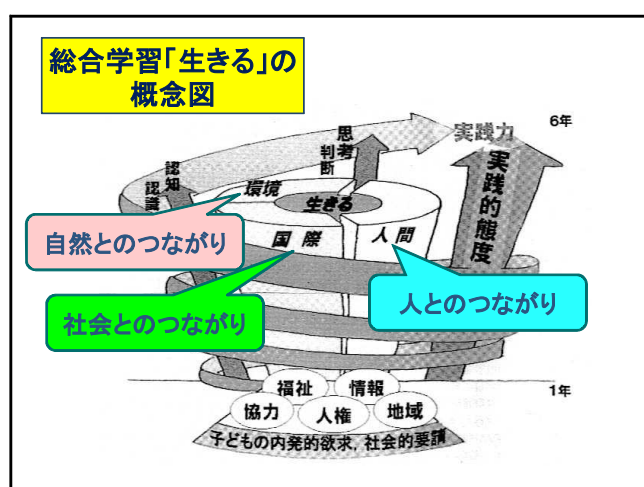 総合学習「生きる」の
概念図
実践力
6年
思考
判断
認知
認識
実践的態度
環境
生きる
自然とのつながり
国際
人間
社会とのつながり
人とのつながり
福祉
情報
1年
協力
人権
地域
子どもの内発的欲求,社会的要請